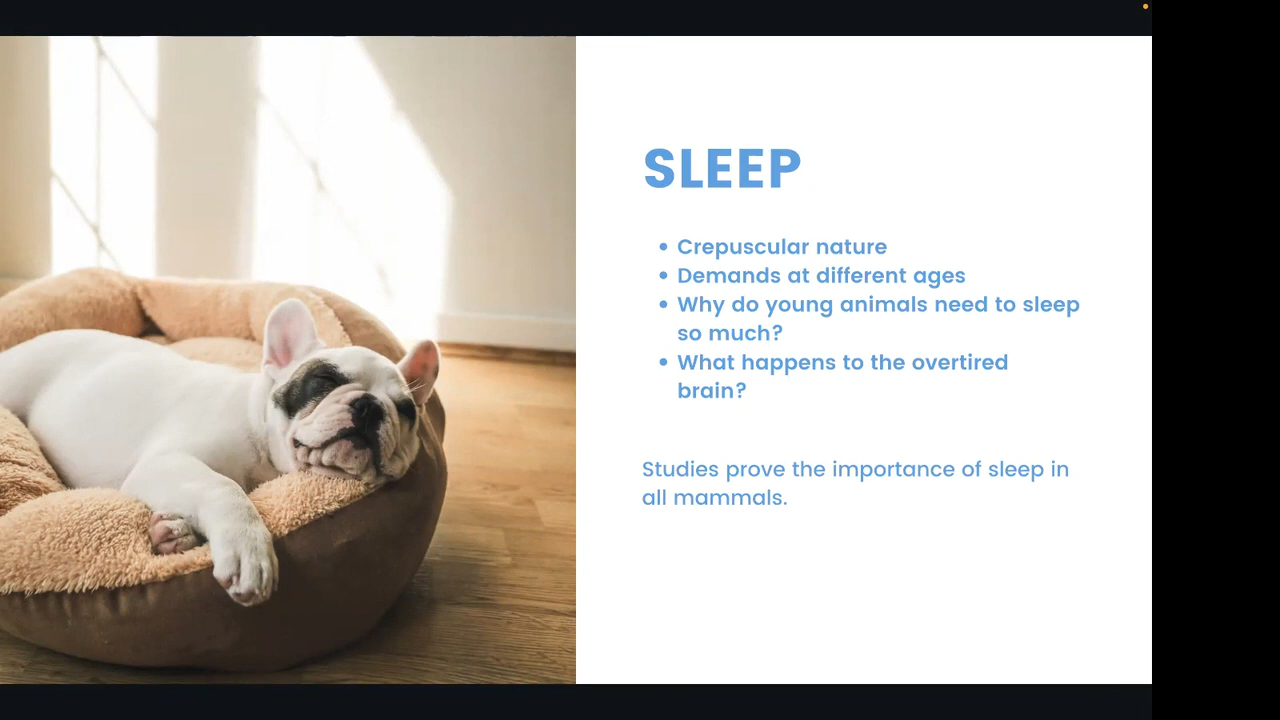 SLEEP
• Crepuscular nature
• Demands at different ages
• Why do young animals need to sleep
so much?
• What happens to the overtired
brain?
Studies prove the importance of sleep in
all mammals.